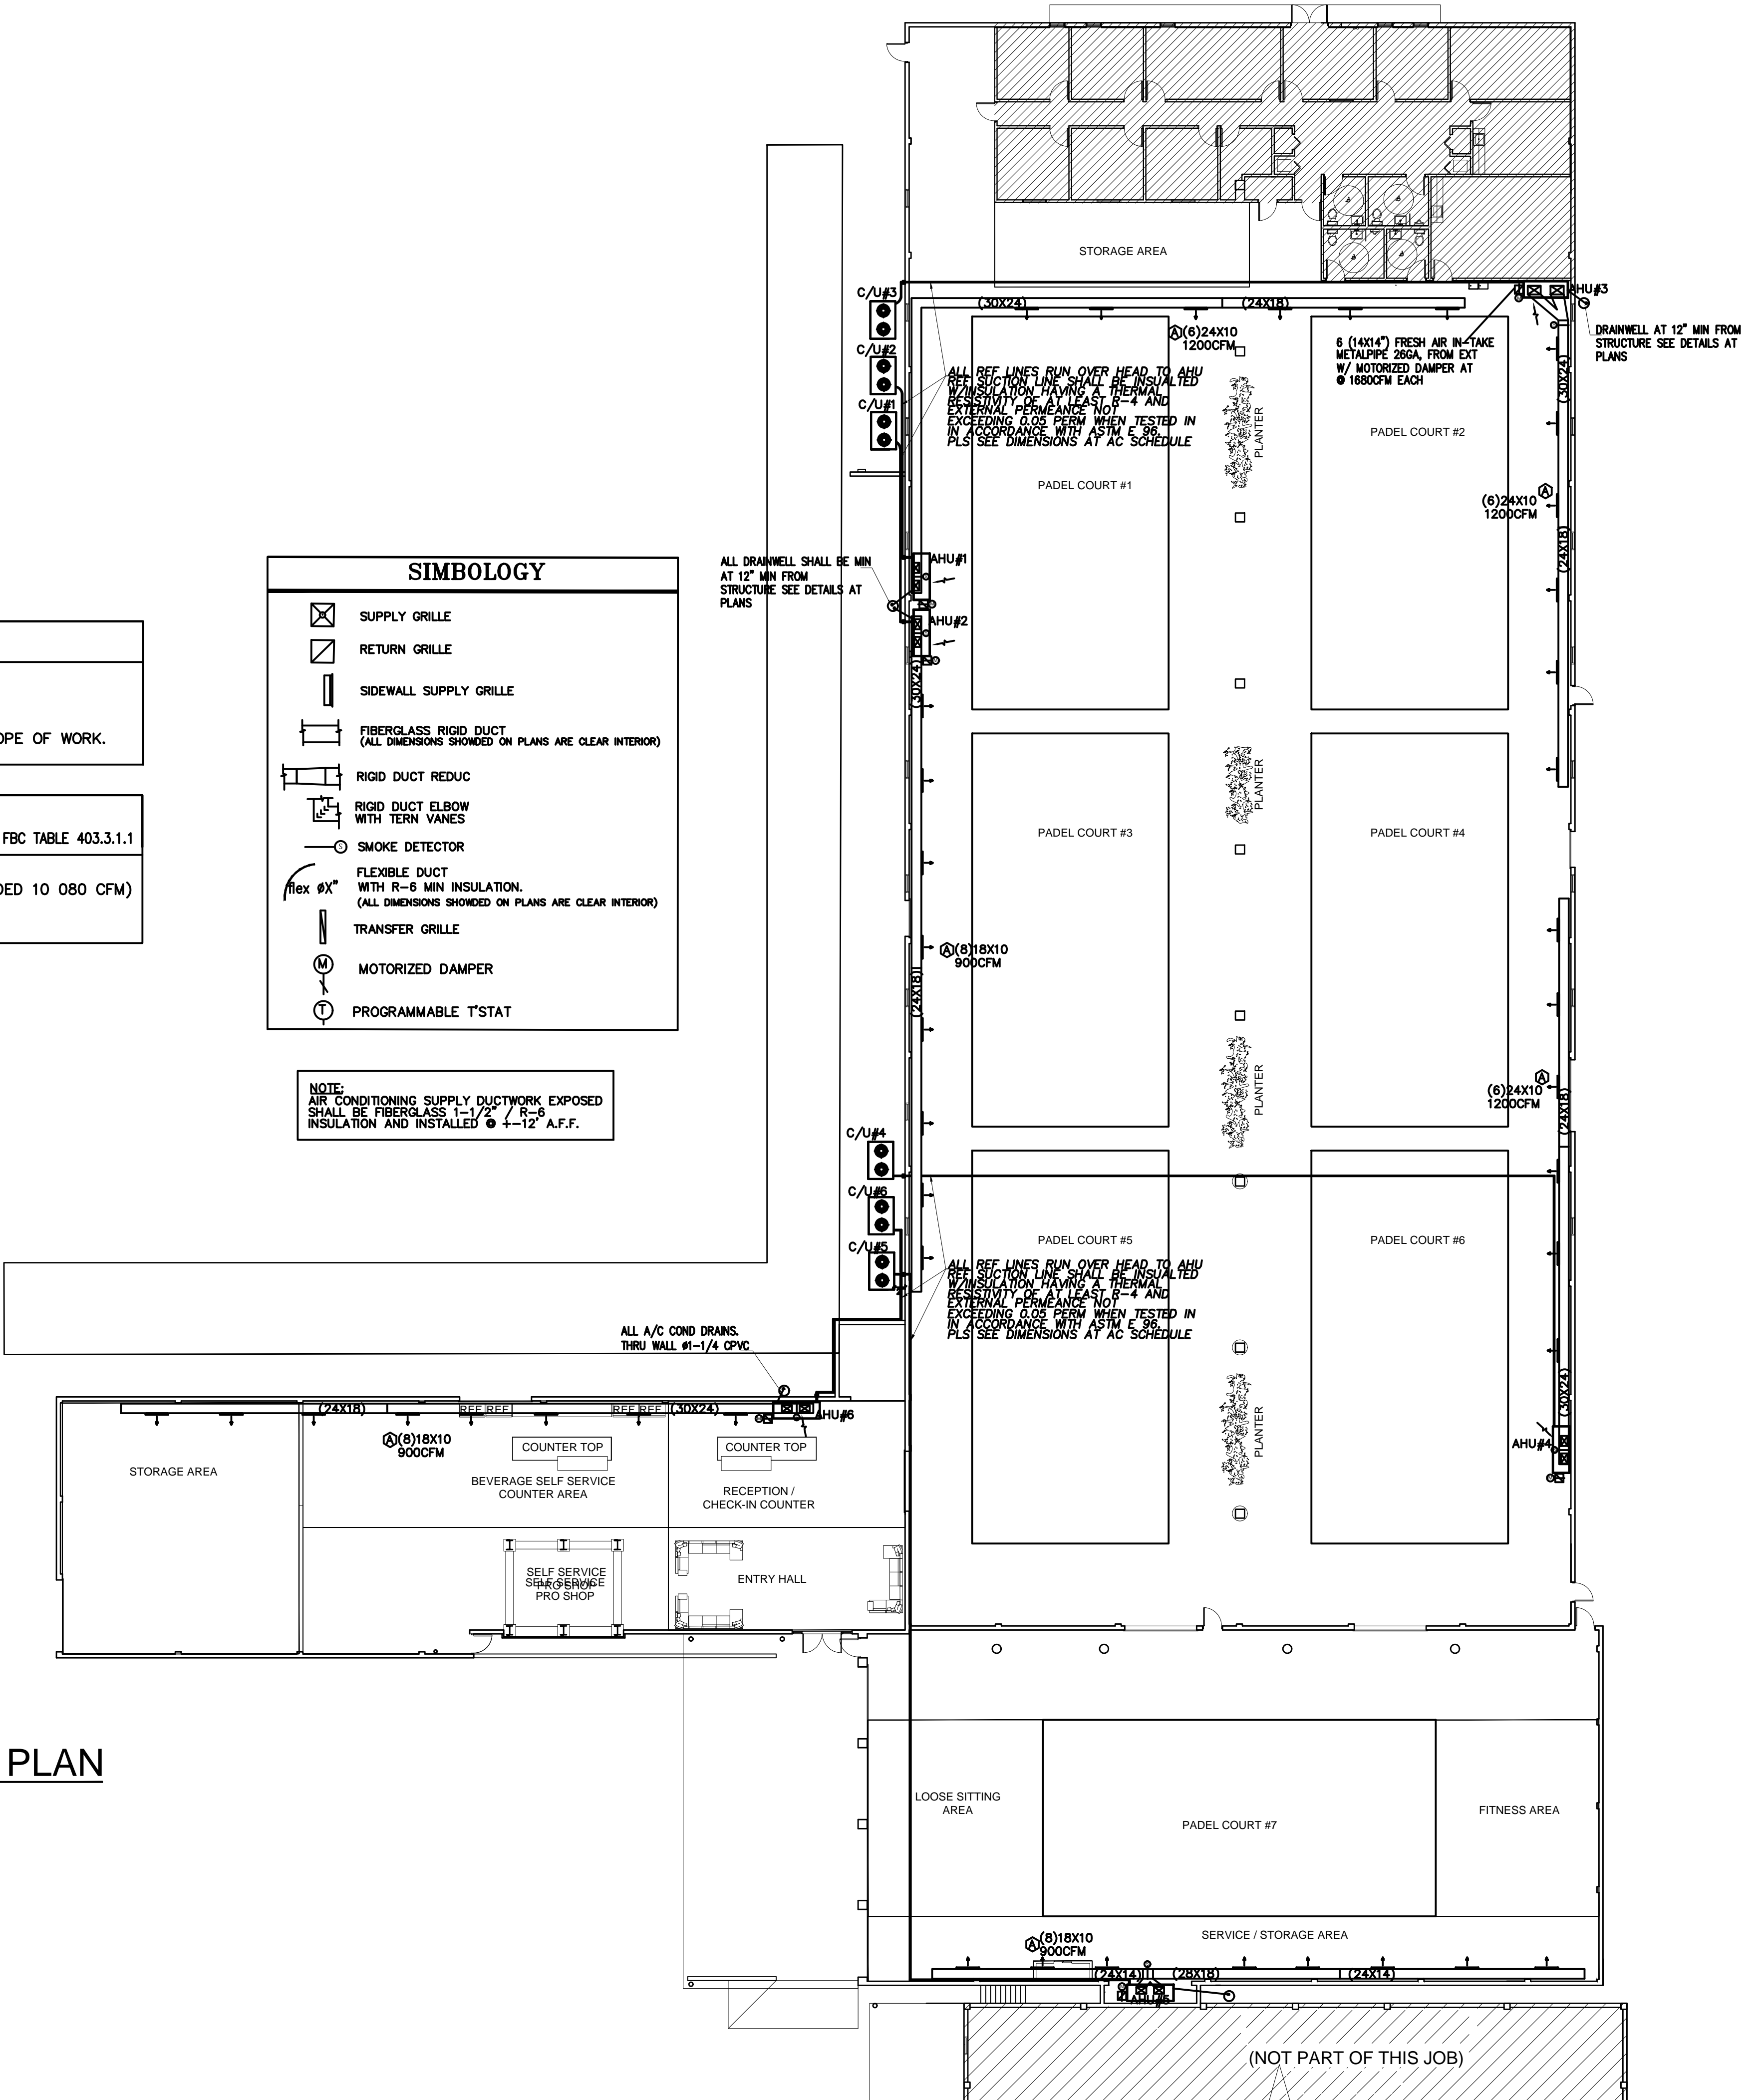 STORAGE AREA
C/U#3
(30X24)
(24X18)
AHU#3
C/U#2
C/U#1
A (6)24X10
1200CFM
6 (14X14") FRESH AIR IN-TAKE
METALPIPE 26GA, FROM EXT
W/ MOTORIZED DAMPER AT
@ 1680CFM EACH
DRAINWELL AT 12" MIN FROM
STRUCTURE SEE DETAILS AT
PLANS
ALL REF LINES RUN OVER HEAD TO AHU
REF SUCTION LINE SHALL BE INSUALTED
W/INSULATION HAVING A THERMAL
RESISTIVITY OF AT LEAST R-4 AND
EXTERNAL PERMEANCE NOT
EXCEEDING 0.05 PERM WHEN TESTED IN
IN ACCORDANCE WITH ASTM E 96.
PLS SEE DIMENSIONS AT AC SCHEDULE
PLANTER
(30X24)
PADEL COURT #2
PADEL COURT #1
A
(6)24X10
1200CFM
(24X18)
ALL DRAINWELL SHALL BE MIN
AT 12" MIN FROM
STRUCTURE SEE DETAILS AT
PLANS
AHU#1
AHU#2
(30X24)
SIMBOLOGY
SUPPLY GRILLE
RETURN GRILLE
SIDEWALL SUPPLY GRILLE
FIBERGLASS RIGID DUCT
(ALL DIMENSIONS SHOWDED ON PLANS ARE CLEAR INTERIOR)
RIGID DUCT REDUC
RIGID DUCT ELBOW
WITH TERN VANES
S SMOKE DETECTOR
flex øX"
FLEXIBLE DUCT
WITH R-6 MIN INSULATION.
(ALL DIMENSIONS SHOWDED ON PLANS ARE CLEAR INTERIOR)
TRANSFER GRILLE
M MOTORIZED DAMPER
T PROGRAMMABLE T'STAT
OPE OF WORK.
FBC TABLE 403.3.1.1
DED 10 080 CFM)
PLANTER
PADEL COURT #3
PADEL COURT #4
A (8)18X10
900CFM
(24X18)
NOTE:
AIR CONDITIONING SUPPLY DUCTWORK EXPOSED
SHALL BE FIBERGLASS 1-1/2" / R-6
INSULATION AND INSTALLED @ +-12' A.F.F.
PLANTER
A
(6)24X10
1200CFM
(24X18)
C/U#4
C/U#6
C/U#5
PADEL COURT #5
PADEL COURT #6
ALL REF LINES RUN OVER HEAD TO AHU
REF SUCTION LINE SHALL BE INSUALTED
W/INSULATION HAVING A THERMAL
RESISTIVITY OF AT LEAST R-4 AND
EXTERNAL PERMEANCE NOT
EXCEEDING 0.05 PERM WHEN TESTED IN
IN ACCORDANCE WITH ASTM E 96.
PLS SEE DIMENSIONS AT AC SCHEDULE
ALL A/C COND DRAINS.
THRU WALL ø1-1/4 CPVC
PLANTER
(30X24)
AHU#4
(24X18)
REF REF
REF REF
(30X24)
AHU#6
A (8)18X10
900CFM
COUNTER TOP
COUNTER TOP
STORAGE AREA
BEVERAGE SELF SERVICE
COUNTER AREA
RECEPTION /
CHECK-IN COUNTER
SELF SERVICE
PRO SHOP
SELF SERVICE
PRO SHOP
ENTRY HALL
PLAN
LOOSE SITTING
AREA
PADEL COURT #7
FITNESS AREA
SERVICE / STORAGE AREA
A (8)18X10
900CFM
(24X14)
(28X18)
(24X14)
AHU#5
(NOT PART OF THIS JOB)